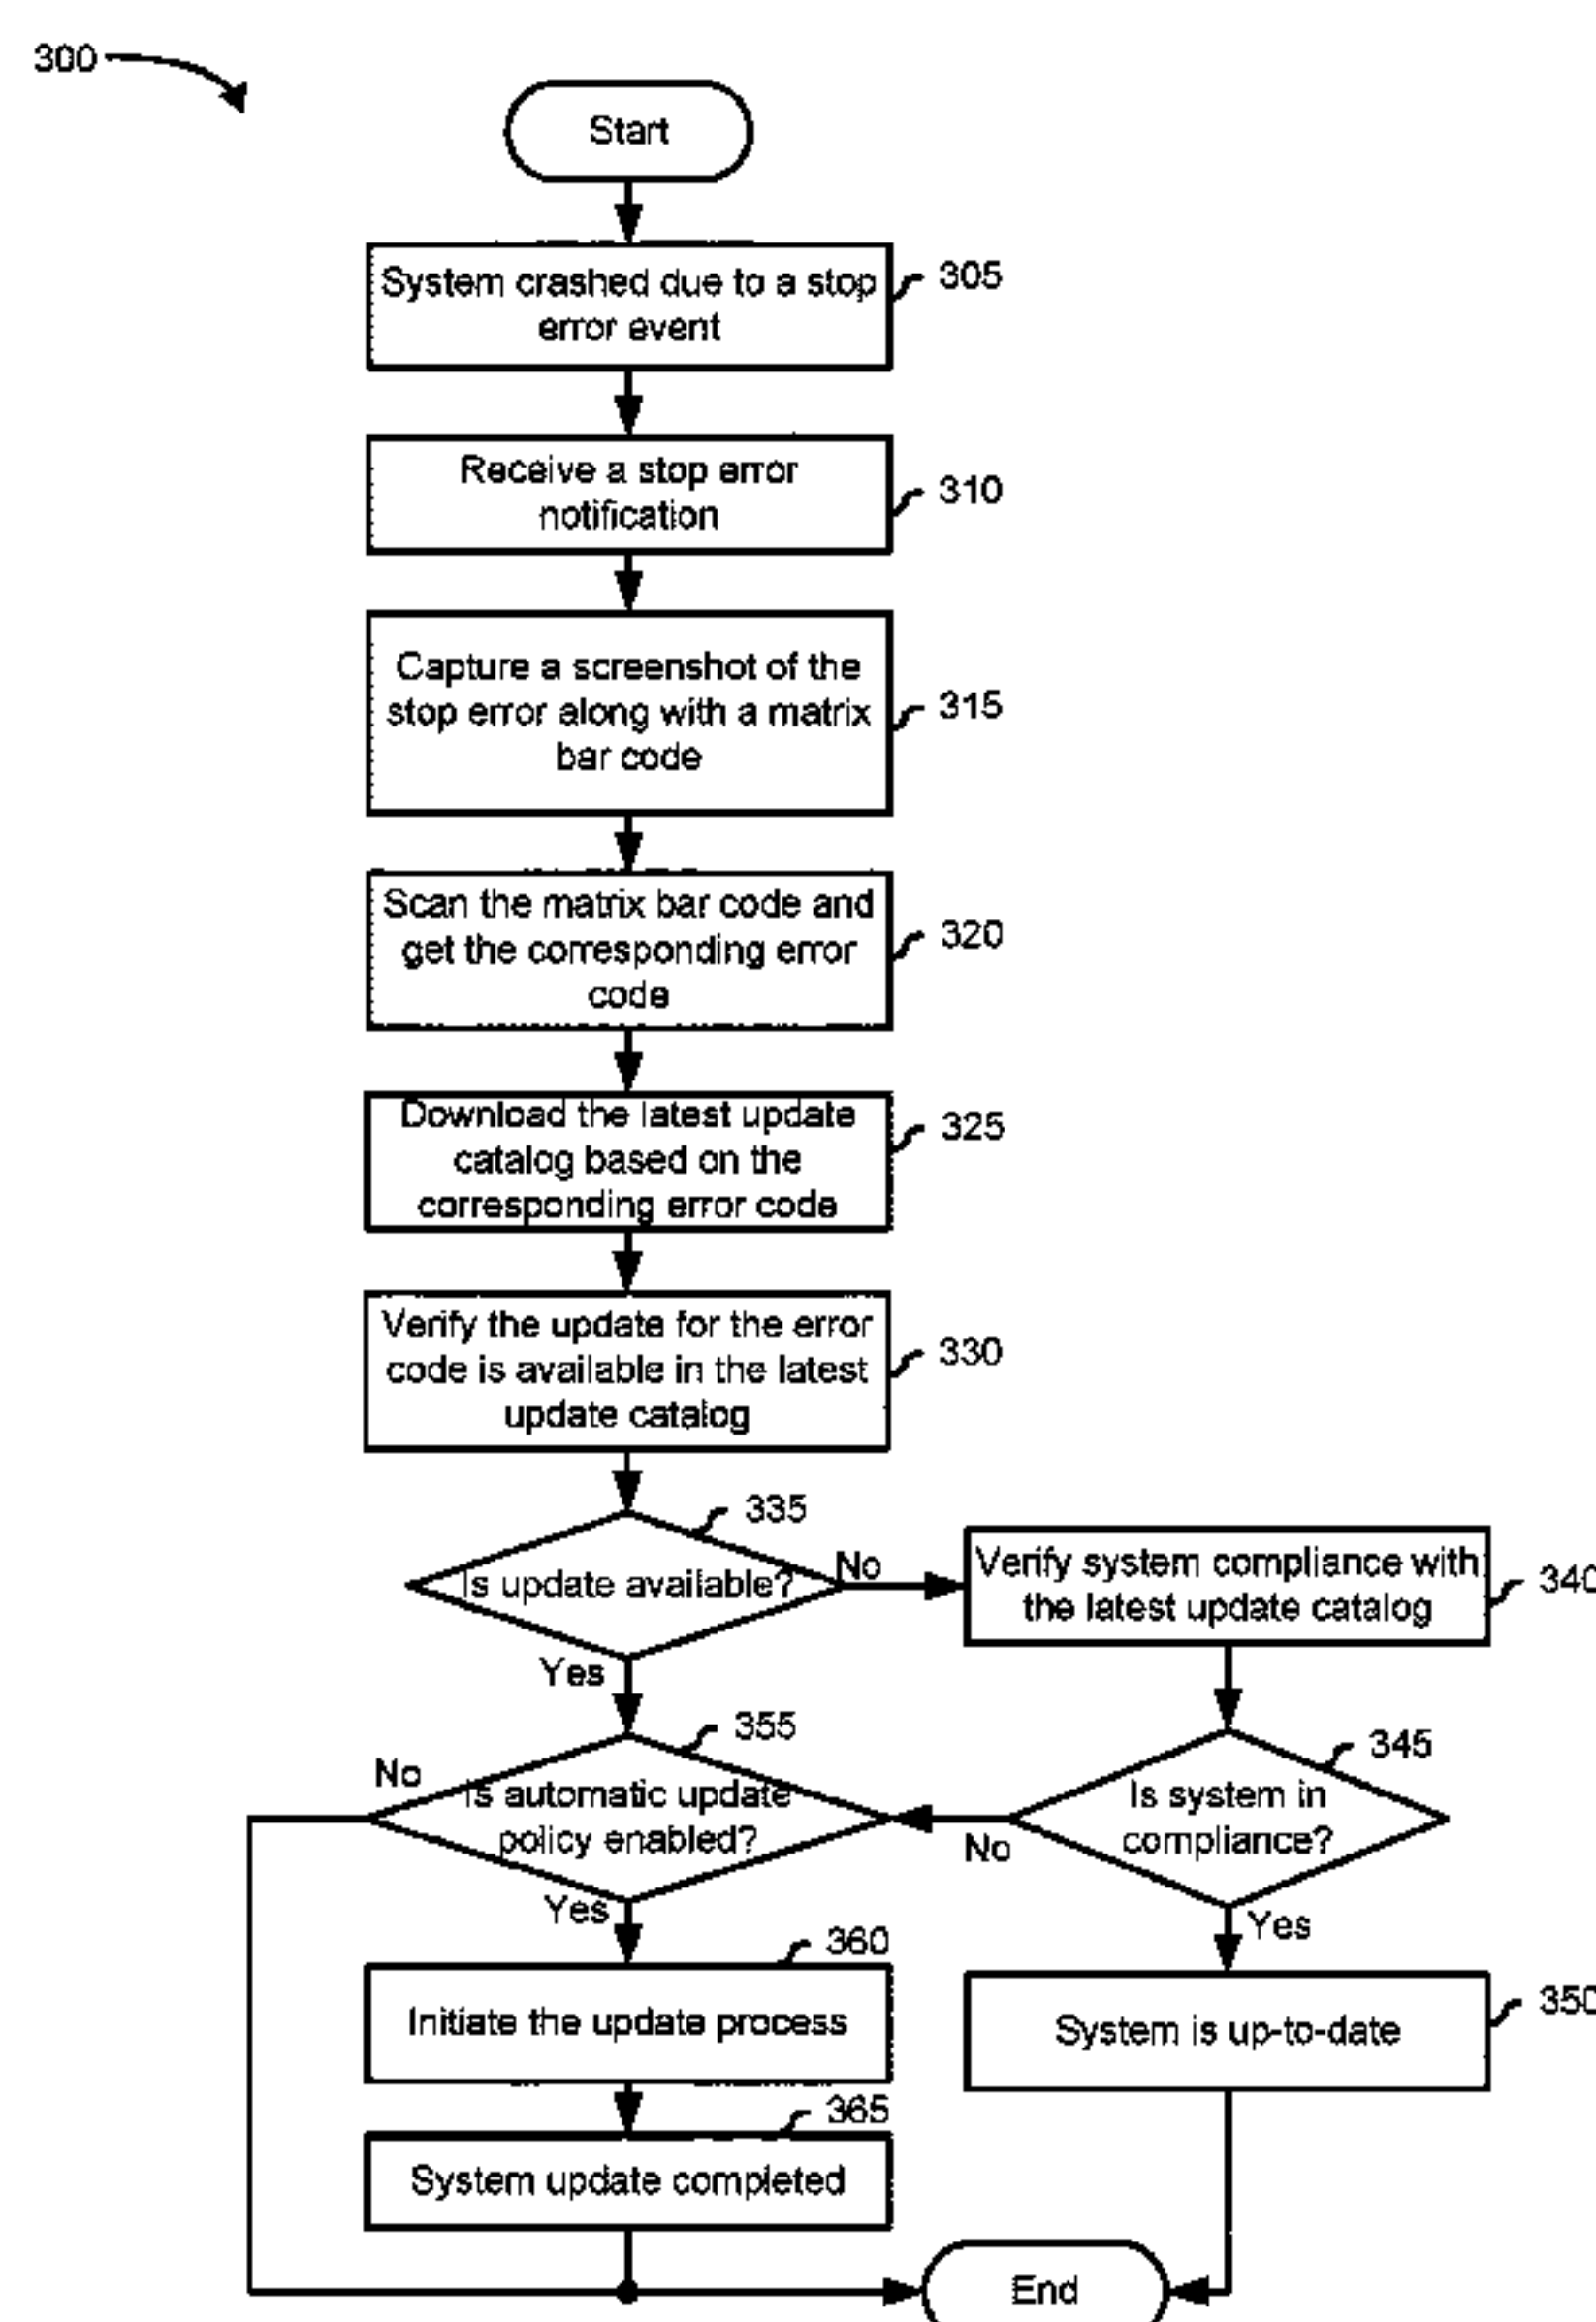 300
Start
System crashed due to a stop
error event
305
Receive a stop error
notification
310
Capture a screenshot of the
stop error along with a matrix
bar code
315
Scan the matrix bar code and
get the corresponding error
code
320
Download the latest update
catalog based on the
corresponding error code
325
Verify the update for the error
code is available in the latest
update catalog
330
335
Is update available?
No
Yes
Verify system compliance with
the latest update catalog
340
355
No
Is automatic update
policy enabled?
Yes
345
Is system in
compliance?
No
Yes
360
Initiate the update process
System is up-to-date
350
365
System update completed
End